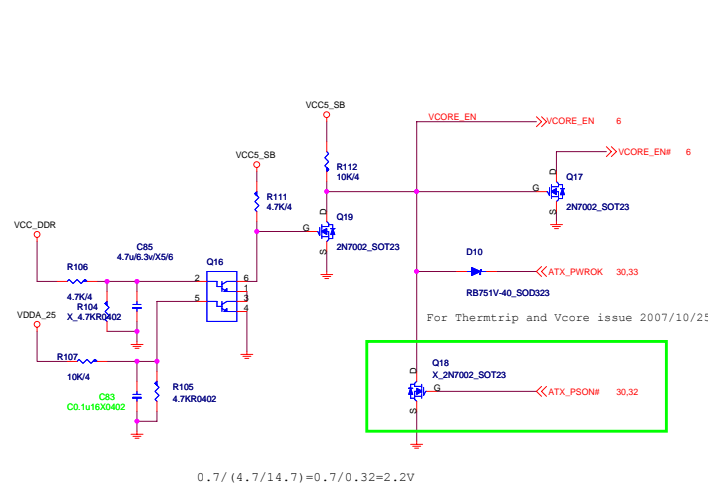 VCC5_SB
VCORE_EN
VCORE_EN 6
VCORE_EN# 6
VCC5_SB
R112
10K/4
D
Q17
G
R111
4.7K/4
D
Q19
S
2N7002_SOT23
VCC_DDR
G
C85
4.7u/6.3v/X5/6
Q16
S
2N7002_SOT23
D10
R106
2
6
ATX_PWROK 30,33
4.7K/4
1
R104
X_4.7KR0402
5
3
RB751V-40_SOD323
VDDA_25
4
For Thermtrip and Vcore issue 2007/10/25
R107
Q18
D
X_2N7002_SOT23
10K/4
R105
4.7KR0402
G
ATX_PSON# 30,32
C83
C0.1u16X0402
S
0.7/(4.7/14.7)=0.7/0.32=2.2V